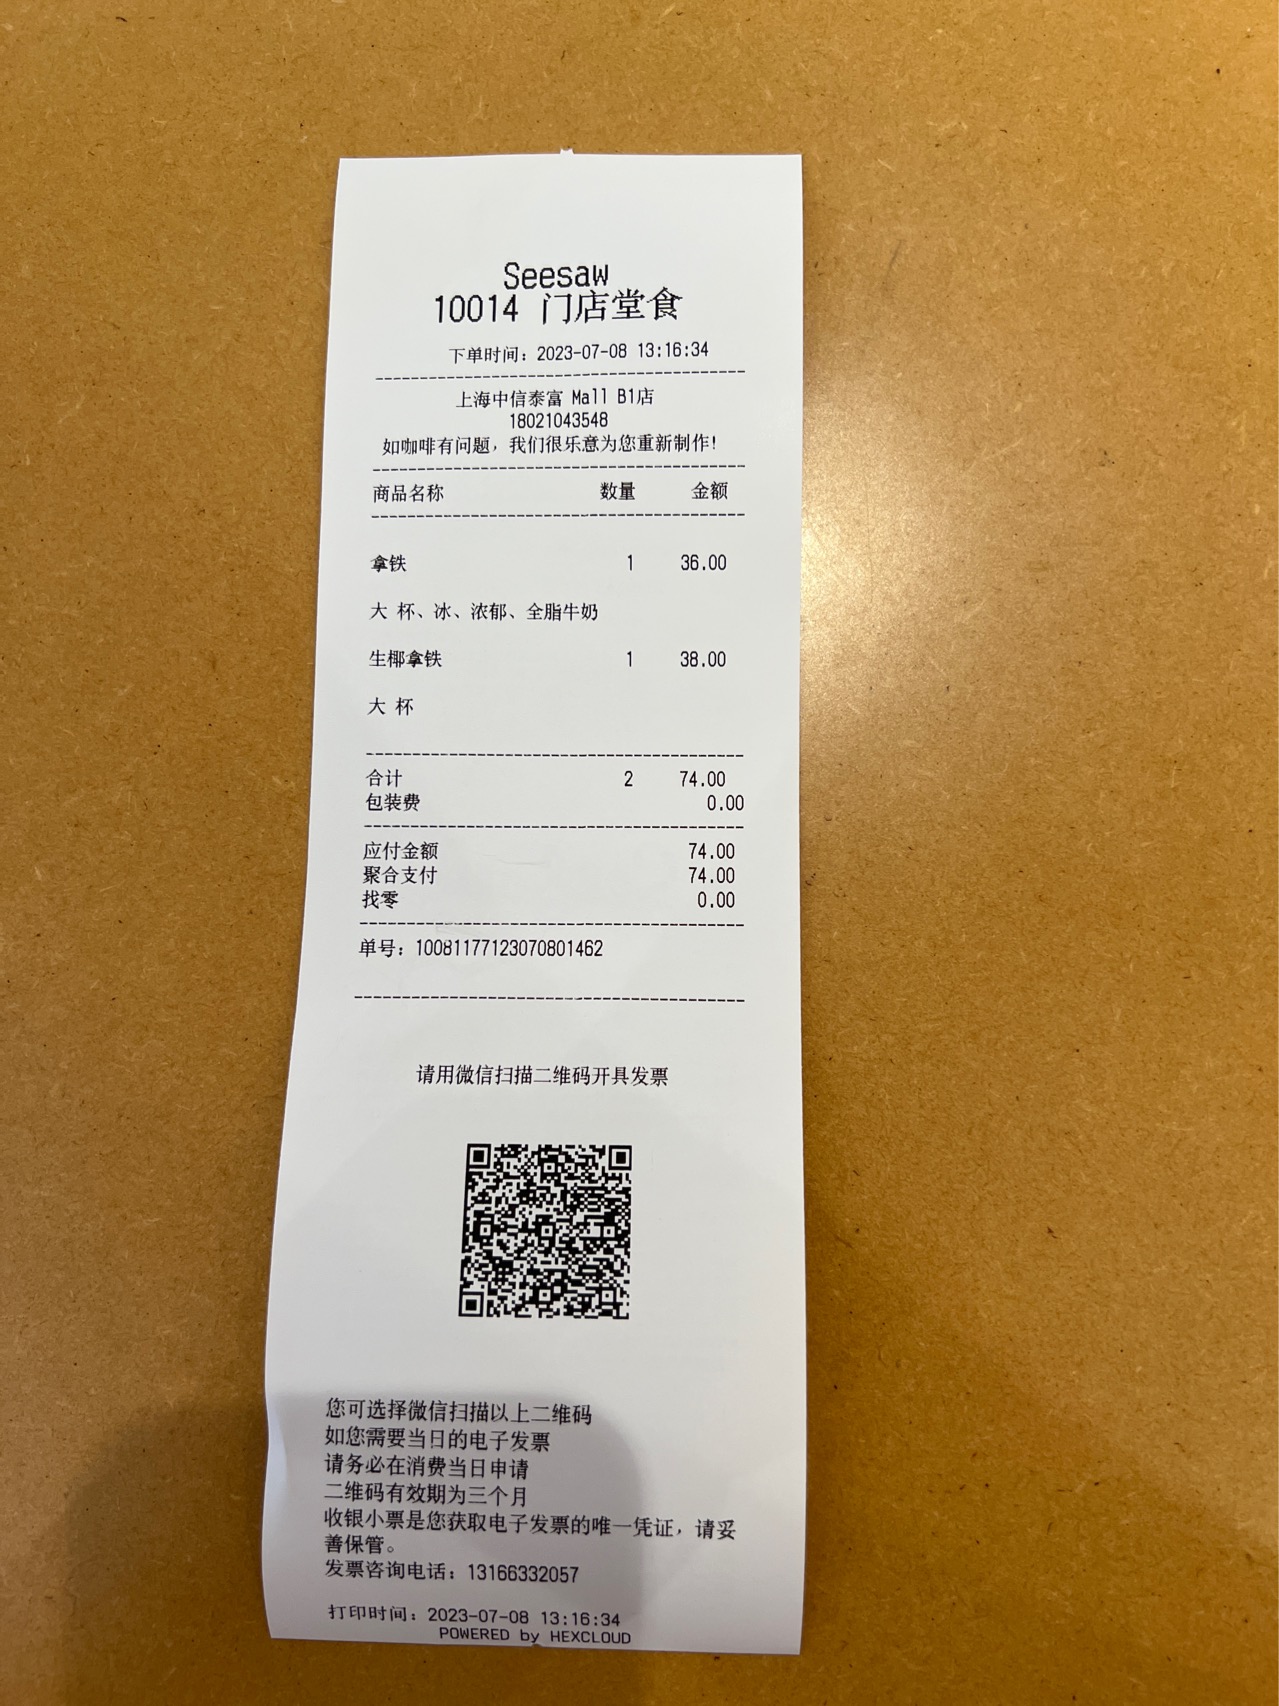 Seesaw
10014 门店堂食
下单时间：2023-07-08 13:16:34
上海中信泰富 Mall B1店
18021043548
如咖啡有问题，我们很乐意为您重新制作！
商品名称 数量 金额
拿铁 1 36.00
大 杯、冰、浓郁、全脂牛奶
生椰拿铁 1 38.00
大 杯
合计 2 74.00
包装费 0.00
应付金额 74.00
聚合支付 74.00
找零 0.00
单号：10081177123070801462
请用微信扫描二维码开具发票
您可选择微信扫描以上二维码
如您需要当日的电子发票
请务必在消费当日申请
二维码有效期为三个月
收银小票是您获取电子发票的唯一凭证，请妥
善保管。
发票咨询电话：13166332057
打印时间：2023-07-08 13:16:34
POWERED by HEXCLOUD